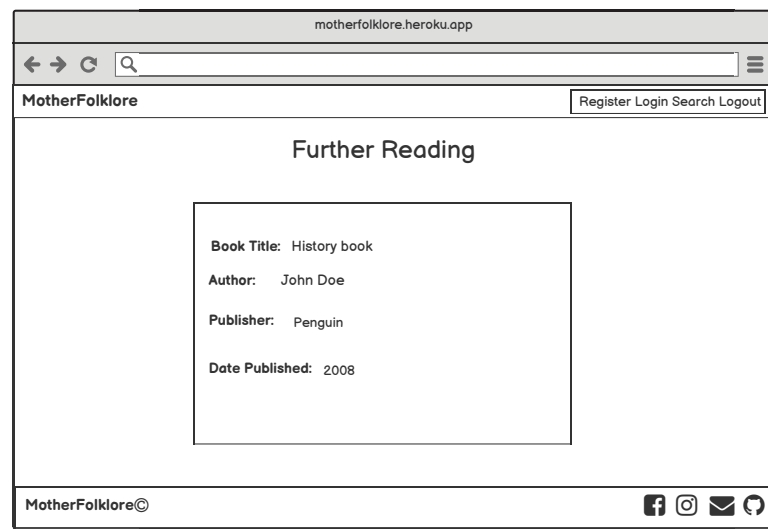 motherfolklore.heroku.app
MotherFolklore
Register Login Search Logout
Further Reading
Book Title: History book
Author: John Doe
Publisher: Penguin
Date Published: 2008
MotherFolklore©